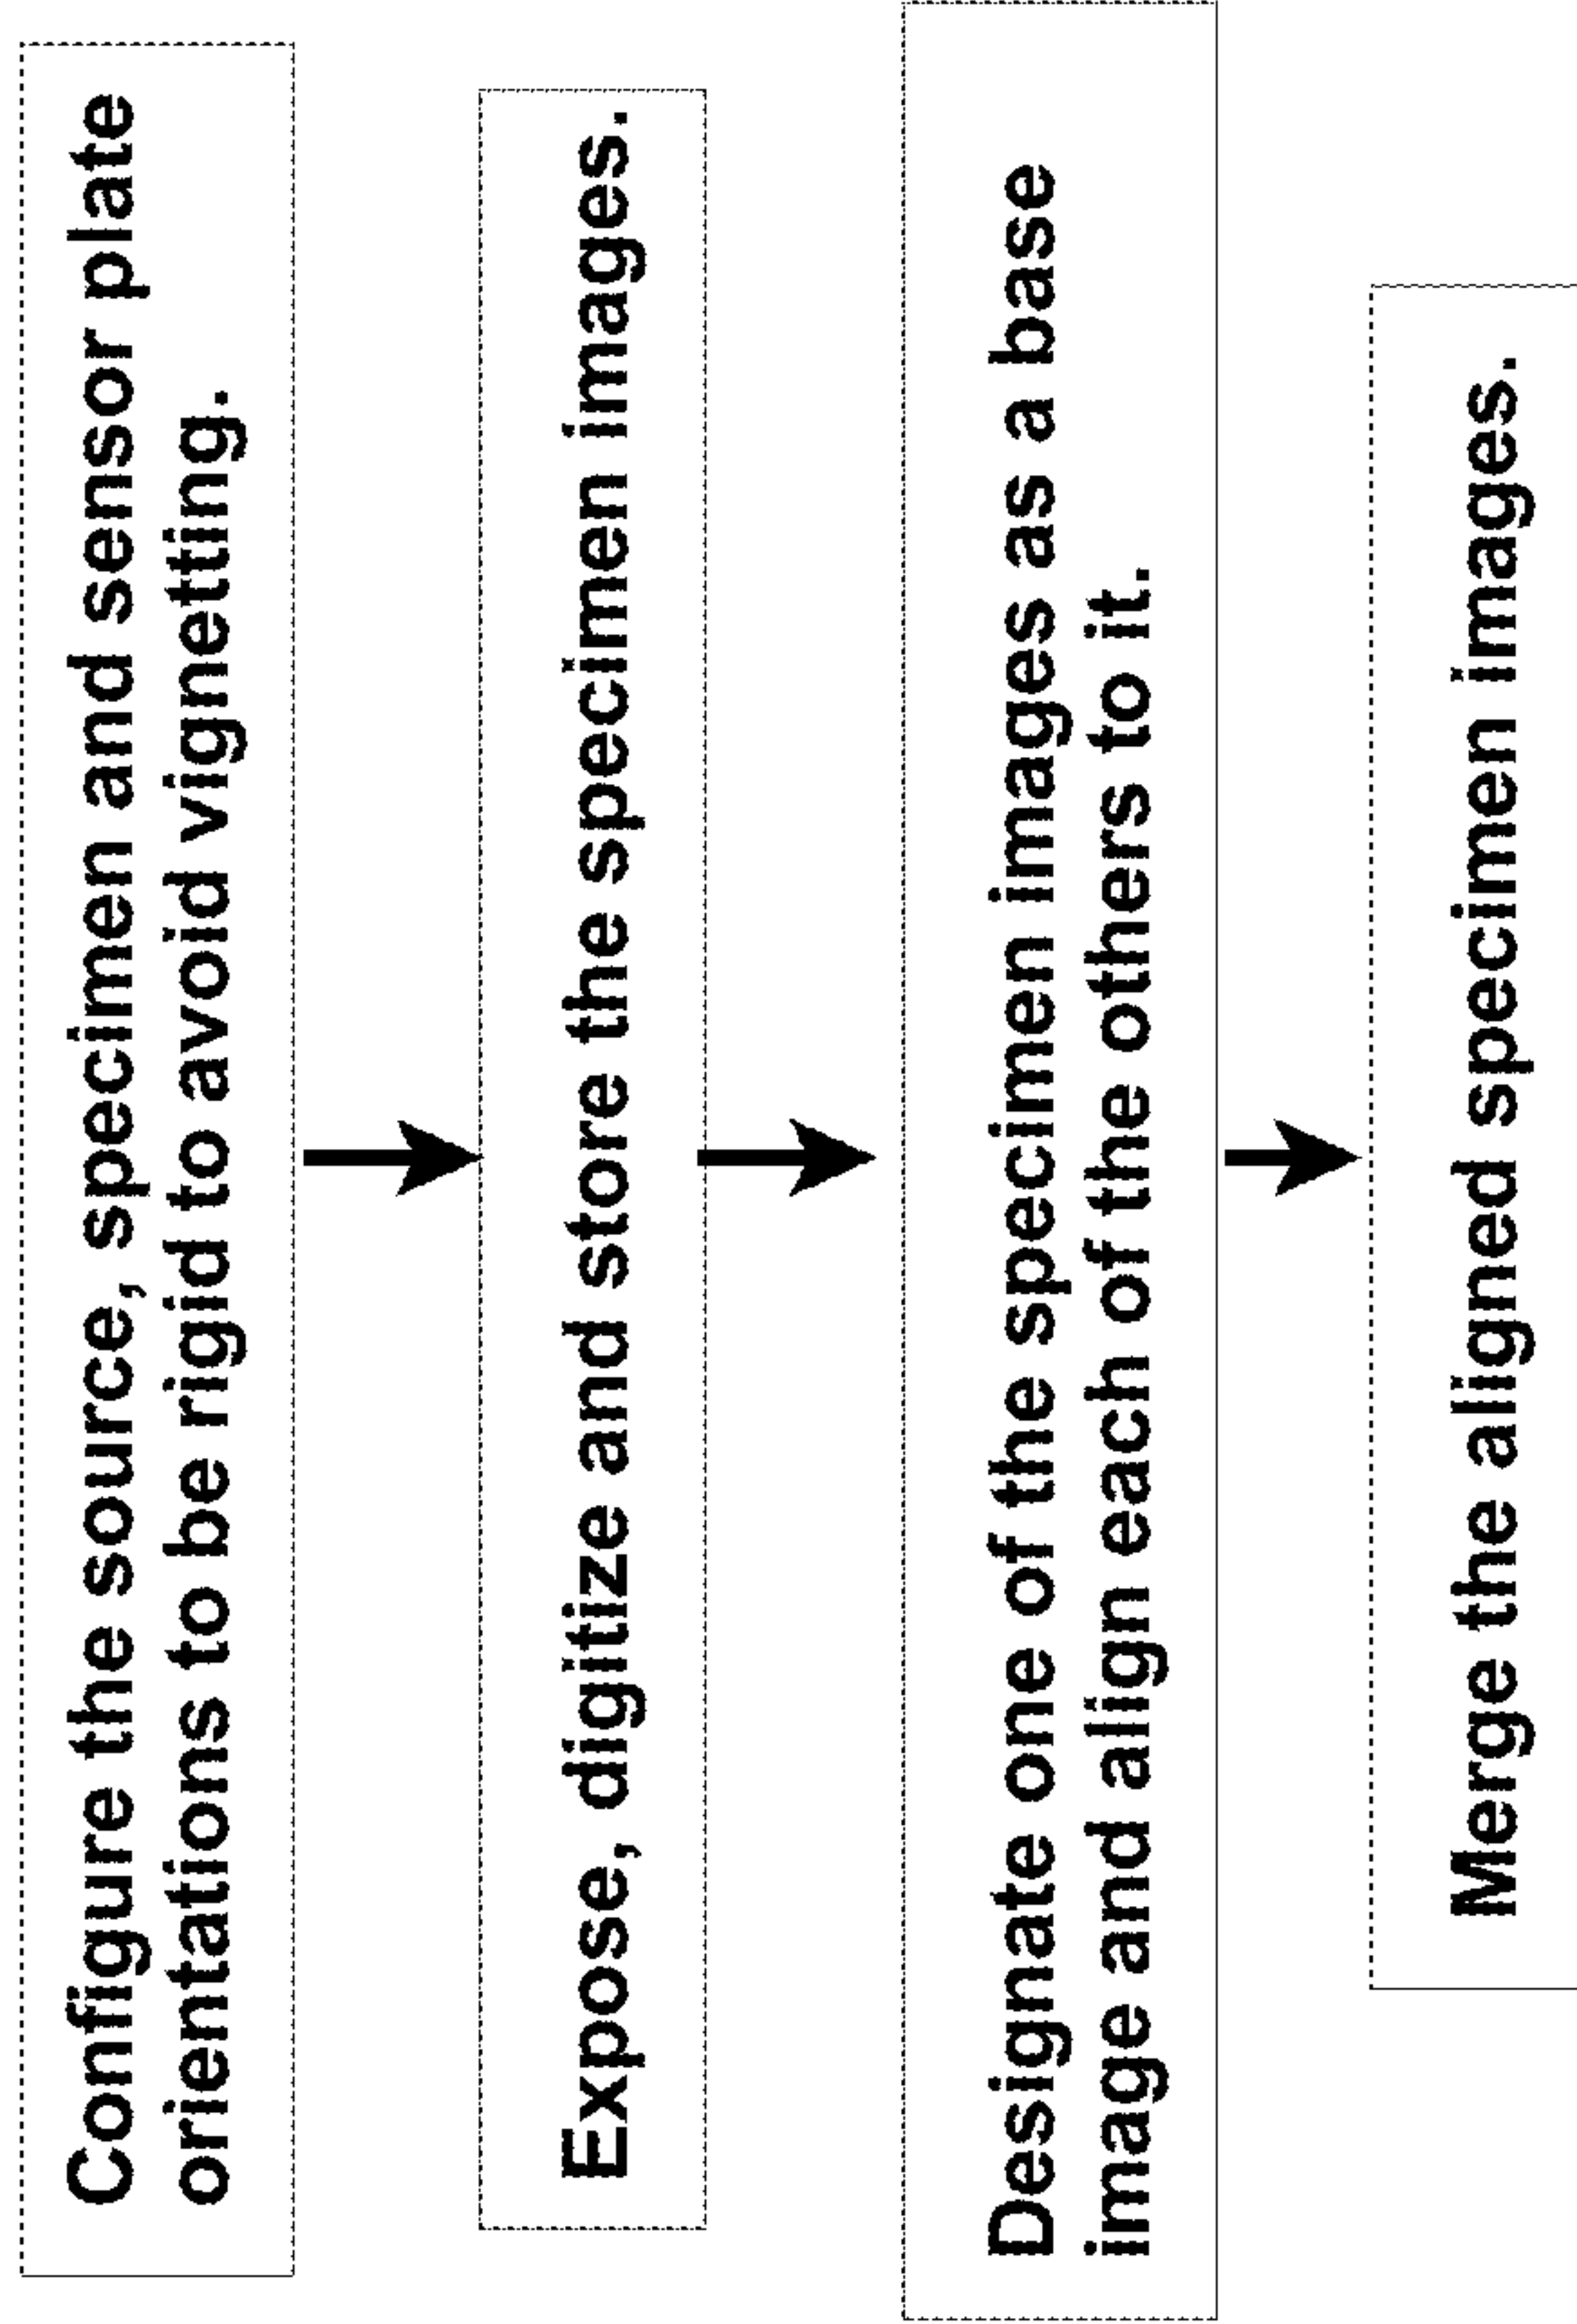 Configure the source, specimen and sensor plate
orientations to be rigid to avoid vignetting.
Expose, digitize and store the specimen images.
Designate one of the specimen images as a base
image and align each of the others to it.
Merge the aligned specimen images.